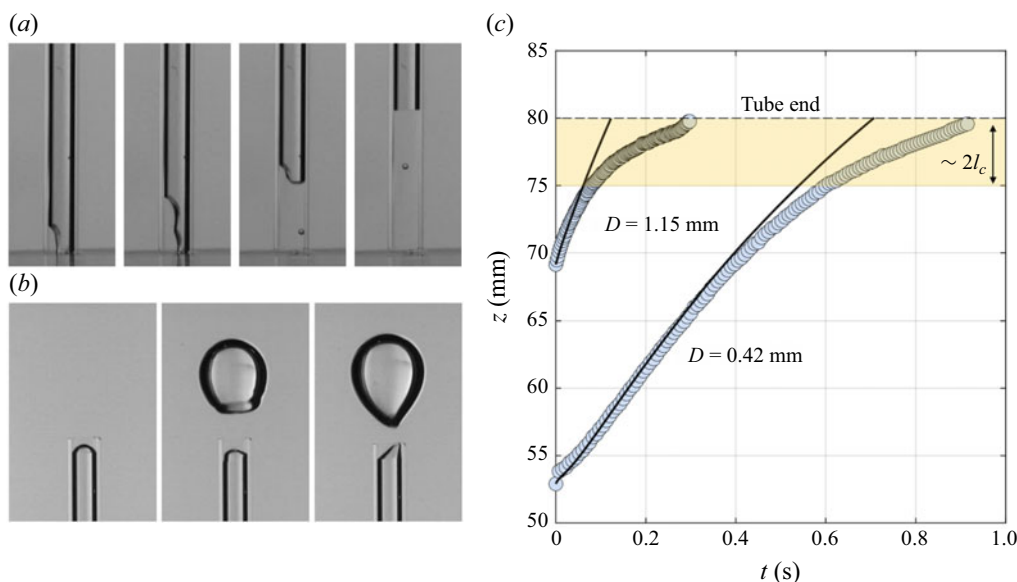 (a)
(b)
(c)
85
80
75
70
65
60
55
50
z (mm)
Tube end
~ 2l_c
D = 1.15 mm
D = 0.42 mm
0
0.2
0.4
0.6
0.8
1.0
t (s)